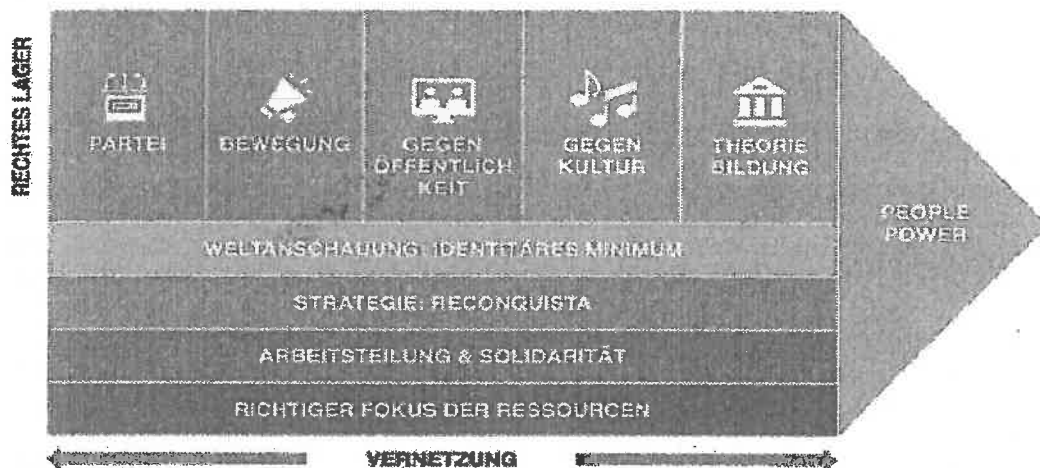 RECHTES LAGER
PARTEI
BEWEGUNG
GEGEN
ÖFFENTLICH
KEIT
GEGEN
KULTUR
THEORIE
BILDUNG
WELTANSCHAUUNG: IDENTITÄRES MINIMUM
STRATEGIE: RECONQUISTA
ARBEITSTEILUNG & SOLIDARITÄT
RICHTIGER FOKUS DER RESSOURCEN
PEOPLE
POWER
VERNETZUNG